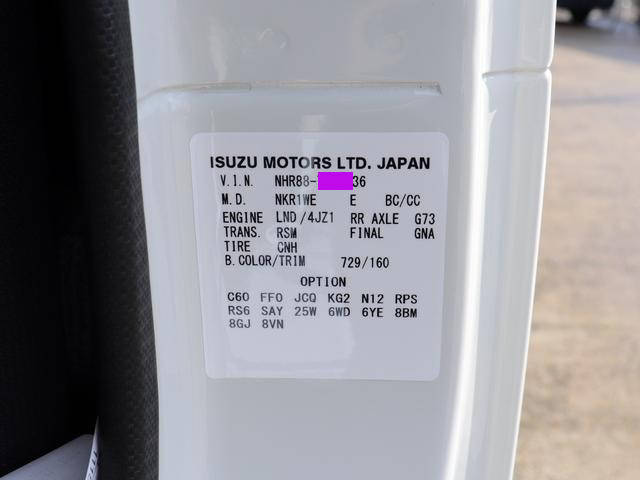 ISUZU MOTORS LTD. JAPAN
V.I.N. NHR88- 36
M.D. NKR1WE E BC/CC
ENGINE LND/4JZ1 RR AXLE G73
TRANS. RSM FINAL GNA
TIRE CNH
B.COLOR/TRIM 729/160
OPTION
C60 FF0 JCQ KG2 N12 RPS
RS6 SAY 25W 6WD 6YE 8BM
8GJ 8VN